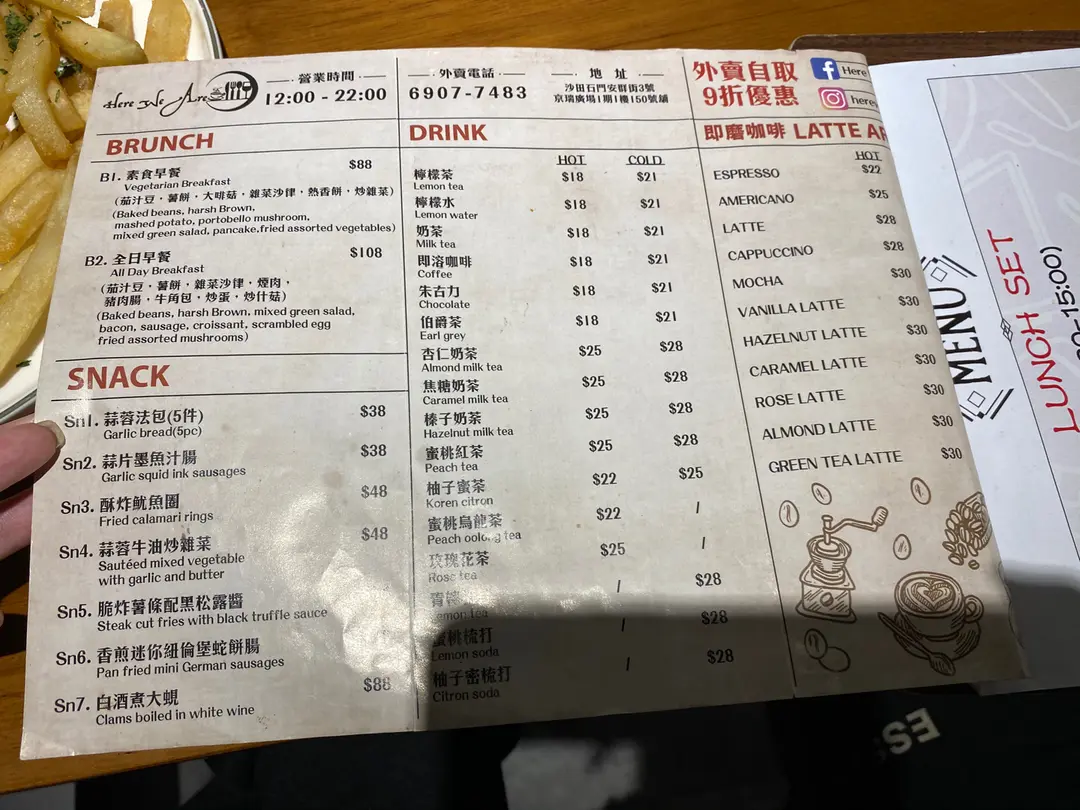 Here We Are
營業時間
12:00 - 22:00
外賣電話
6907-7483
地 址
沙田石門安群街3號
京瑞廣場1期1樓150號舖
外賣自取
9折優惠
Here
here
BRUNCH
B1. 素食早餐 $88
Vegetarian Breakfast
(茄汁豆，薯餅，大啡菇，雜菜沙律，熱香餅，炒雜菜)
(Baked beans, harsh Brown,
mashed potato, portobello mushroom,
mixed green salad, pancake,fried assorted vegetables)
B2. 全日早餐 $108
All Day Breakfast
(茄汁豆，薯餅，雜菜沙律，煙肉，
豬肉腸，牛角包，炒蛋，炒什菇)
(Baked beans, harsh Brown, mixed green salad,
bacon, sausage, croissant, scrambled egg
fried assorted mushrooms)
SNACK
Sn1. 蒜蓉法包(5件) $38
Garlic bread(5pc)
Sn2. 蒜片墨魚汁腸 $38
Garlic squid ink sausages
Sn3. 酥炸魷魚圈 $48
Fried calamari rings
Sn4. 蒜蓉牛油炒雜菜 $48
Sautéed mixed vegetable
with garlic and butter
Sn5. 脆炸薯條配黑松露醬
Steak cut fries with black truffle sauce
Sn6. 香煎迷你紐倫堡蛇餅腸
Pan fried mini German sausages
Sn7. 白酒煮大蜆 $88
Clams boiled in white wine
DRINK
HOT COLD
檸檬茶 $18 $21
Lemon tea
檸檬水 $18 $21
Lemon water
奶茶 $18 $21
Milk tea
即溶咖啡 $18 $21
Coffee
朱古力 $18 $21
Chocolate
伯爵茶 $18 $21
Earl grey
杏仁奶茶 $25 $28
Almond milk tea
焦糖奶茶 $25 $28
Caramel milk tea
榛子奶茶 $25 $28
Hazelnut milk tea
蜜桃紅茶 $25 $28
Peach tea
柚子蜜茶 $22 $25
Koren citron
蜜桃烏龍茶 $22 /
Peach oolong tea
玫瑰花茶 $25 /
Rose tea
/ $28
Lemon tea
蜜桃梳打 / $28
Lemon soda
柚子密梳打 / $28
Citron soda
即磨咖啡 LATTE AR
HOT
ESPRESSO $22
AMERICANO $25
LATTE $28
CAPPUCCINO $28
MOCHA $30
VANILLA LATTE $30
HAZELNUT LATTE $30
CARAMEL LATTE $30
ROSE LATTE $30
ALMOND LATTE $30
GREEN TEA LATTE $30
MENU
LUNCH SET
0-15:00)
ES